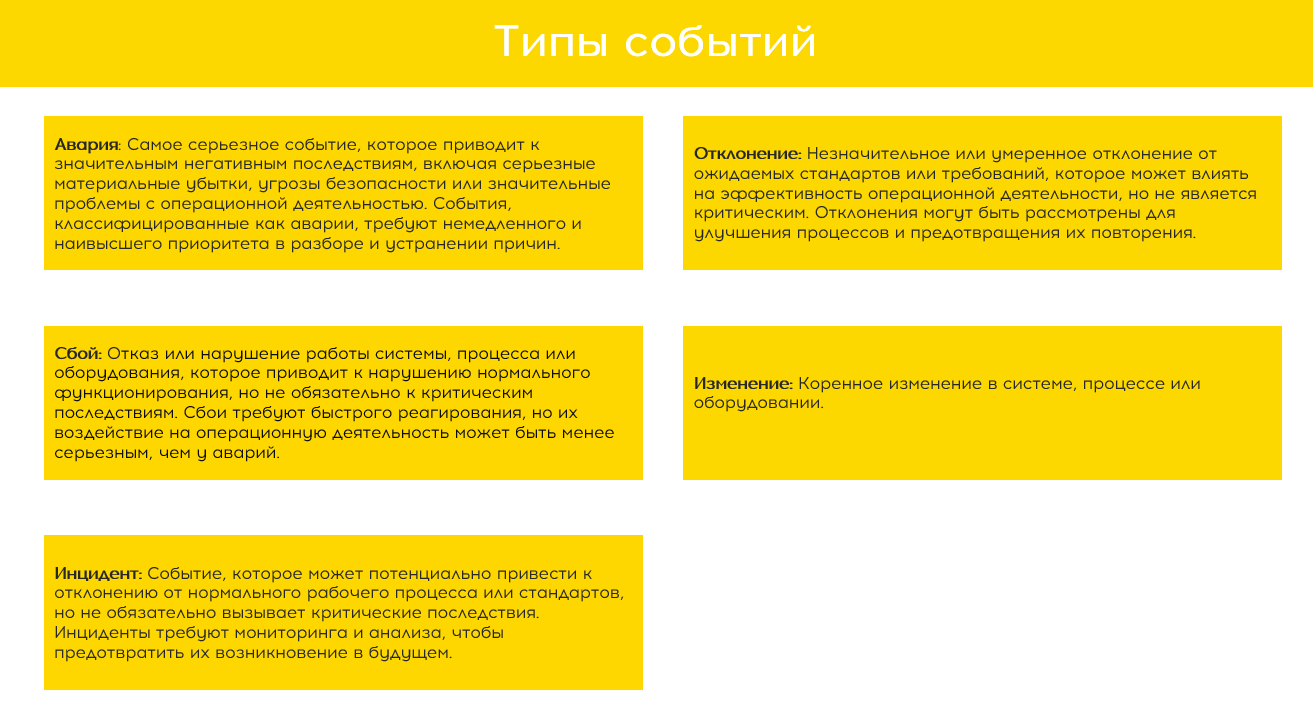 Типы событий
Авария: Самое серьезное событие, которое приводит к
значительным негативным последствиям, включая серьезные
материальные убытки, угрозы безопасности или значительные
проблемы с операционной деятельностью. События,
классифицированные как аварии, требуют немедленного и
наивысшего приоритета в разборе и устранении причин.
Сбой: Отказ или нарушение работы системы, процесса или
оборудования, которое приводит к нарушению нормального
функционирования, но не обязательно к критическим
последствиям. Сбои требуют быстрого реагирования, но их
воздействие на операционную деятельность может быть менее
серьезным, чем у аварий.
Инцидент: Событие, которое может потенциально привести к
отклонению от нормального рабочего процесса или стандартов,
но не обязательно вызывает критические последствия.
Инциденты требуют мониторинга и анализа, чтобы
предотвратить их возникновение в будущем.
Отклонение: Незначительное или умеренное отклонение от
ожидаемых стандартов или требований, которое может влиять
на эффективность операционной деятельности, но не является
критическим. Отклонения могут быть рассмотрены для
улучшения процессов и предотвращения их повторения.
Изменение: Коренное изменение в системе, процессе или
оборудовании.